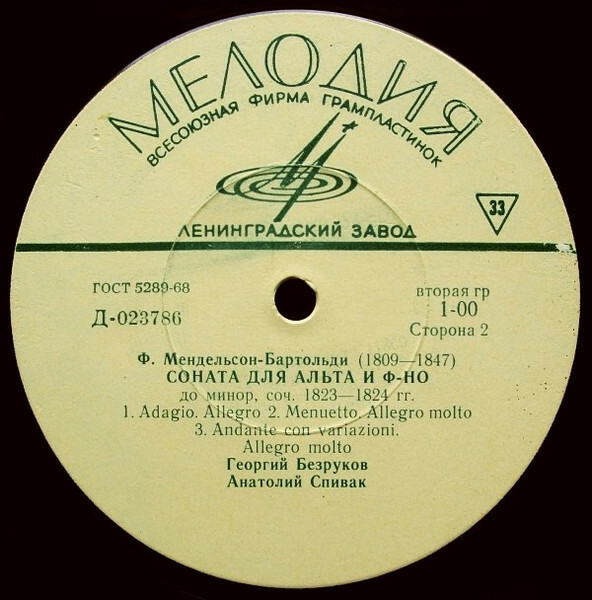 МЕЛОДИЯ
ВСЕСОЮЗНАЯ ФИРМА ГРАМПЛАСТИНОК
ЛЕНИНГРАДСКИЙ ЗАВОД
33
ГОСТ 5289-68
Д-023786
вторая гр
1-00
Сторона 2
Ф. Мендельсон-Бартольди (1809—1847)
СОНАТА ДЛЯ АЛЬТА И Ф-НО
до минор, соч. 1823—1824 гг.
1. Adagio. Allegro 2. Menuetto. Allegro molto
3. Andante con variazioni.
Allegro molto
Георгий Безруков
Анатолий Спивак